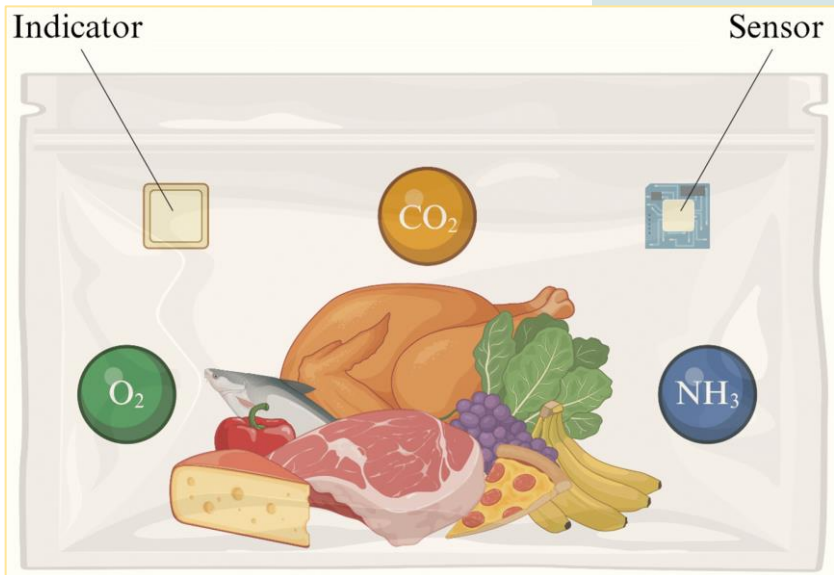 Indicator
Sensor
CO₂
O₂
NH₃